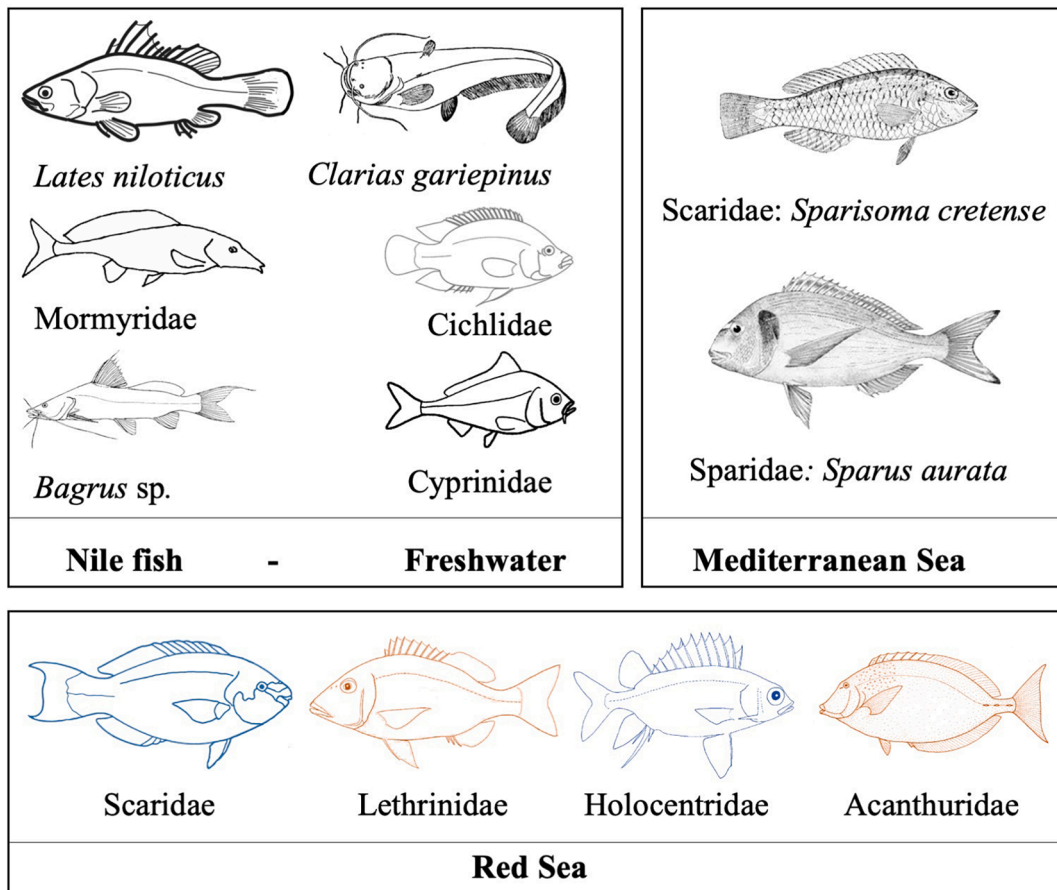 Lates niloticus
Clarias gariepinus
Mormyridae
Cichlidae
Bagrus sp.
Cyprinidae
Nile fish - Freshwater
Scaridae: Sparisoma cretense
Sparidae: Sparus aurata
Mediterranean Sea
Scaridae
Lethrinidae
Holocentridae
Acanthuridae
Red Sea